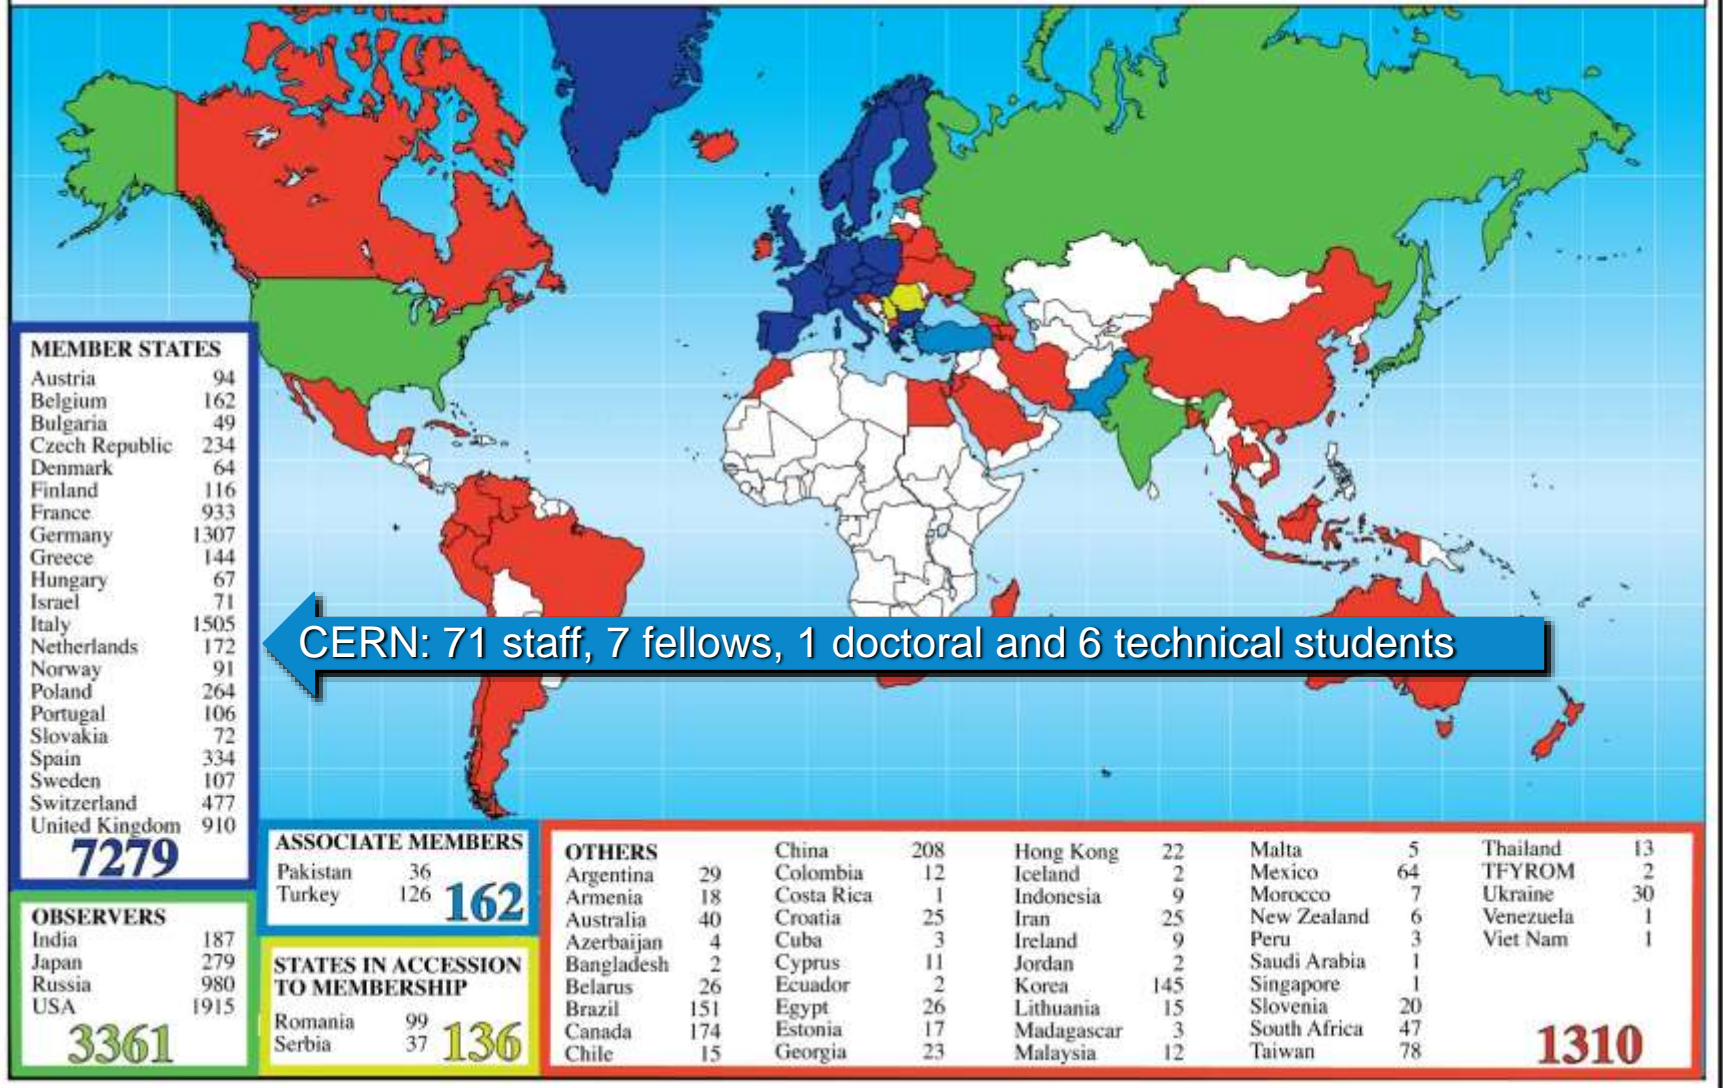 MEMBER STATES
Austria 94
Belgium 162
Bulgaria 49
Czech Republic 234
Denmark 64
Finland 116
France 933
Germany 1307
Greece 144
Hungary 67
Israel 71
Italy 1505
Netherlands 172
Norway 91
Poland 264
Portugal 106
Slovakia 72
Spain 334
Sweden 107
Switzerland 477
United Kingdom 910
7279
CERN: 71 staff, 7 fellows, 1 doctoral and 6 technical students
OBSERVERS
India 187
Japan 279
Russia 980
USA 1915
3361
ASSOCIATE MEMBERS
Pakistan 36
Turkey 126
162
STATES IN ACCESSION
TO MEMBERSHIP
Romania 99
Serbia 37
136
OTHERS
Argentina 29
Armenia 18
Australia 40
Azerbaijan 4
Bangladesh 2
Belarus 26
Brazil 151
Canada 174
Chile 15
China 208
Colombia 12
Costa Rica 1
Croatia 25
Cuba 3
Cyprus 11
Ecuador 2
Egypt 26
Estonia 17
Georgia 23
Hong Kong 22
Iceland 2
Indonesia 9
Iran 25
Ireland 9
Jordan 2
Korea 145
Lithuania 15
Madagascar 3
Malaysia 12
Malta 5
Mexico 64
Morocco 7
New Zealand 6
Peru 3
Saudi Arabia 1
Singapore 1
Slovenia 20
South Africa 47
Taiwan 78
Thailand 13
TFYROM 2
Ukraine 30
Venezuela 1
Viet Nam 1
1310